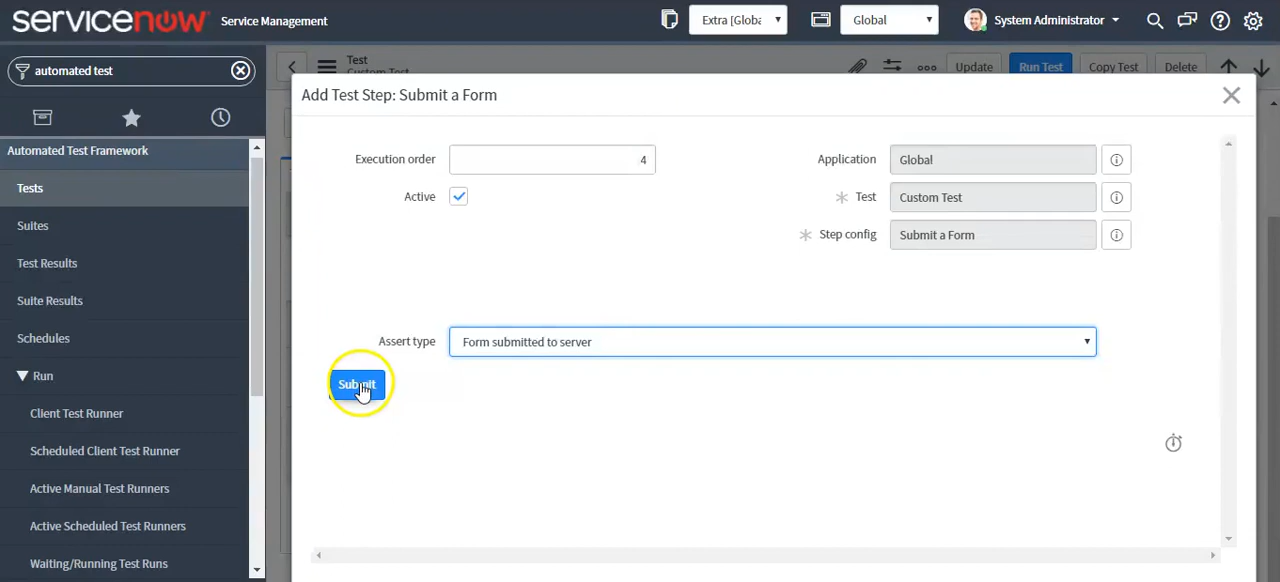 servicenow Service Management
Extra [Globa
Global
System Administrator
automated test
Test
Custom Test
Update
Run Test
Copy Test
Delete
Automated Test Framework
Tests
Suites
Test Results
Suite Results
Schedules
Run
Client Test Runner
Scheduled Client Test Runner
Active Manual Test Runners
Active Scheduled Test Runners
Waiting/Running Test Runs
Add Test Step: Submit a Form
Execution order 4
Active
Application Global
Test Custom Test
Step config Submit a Form
Assert type Form submitted to server
Submit